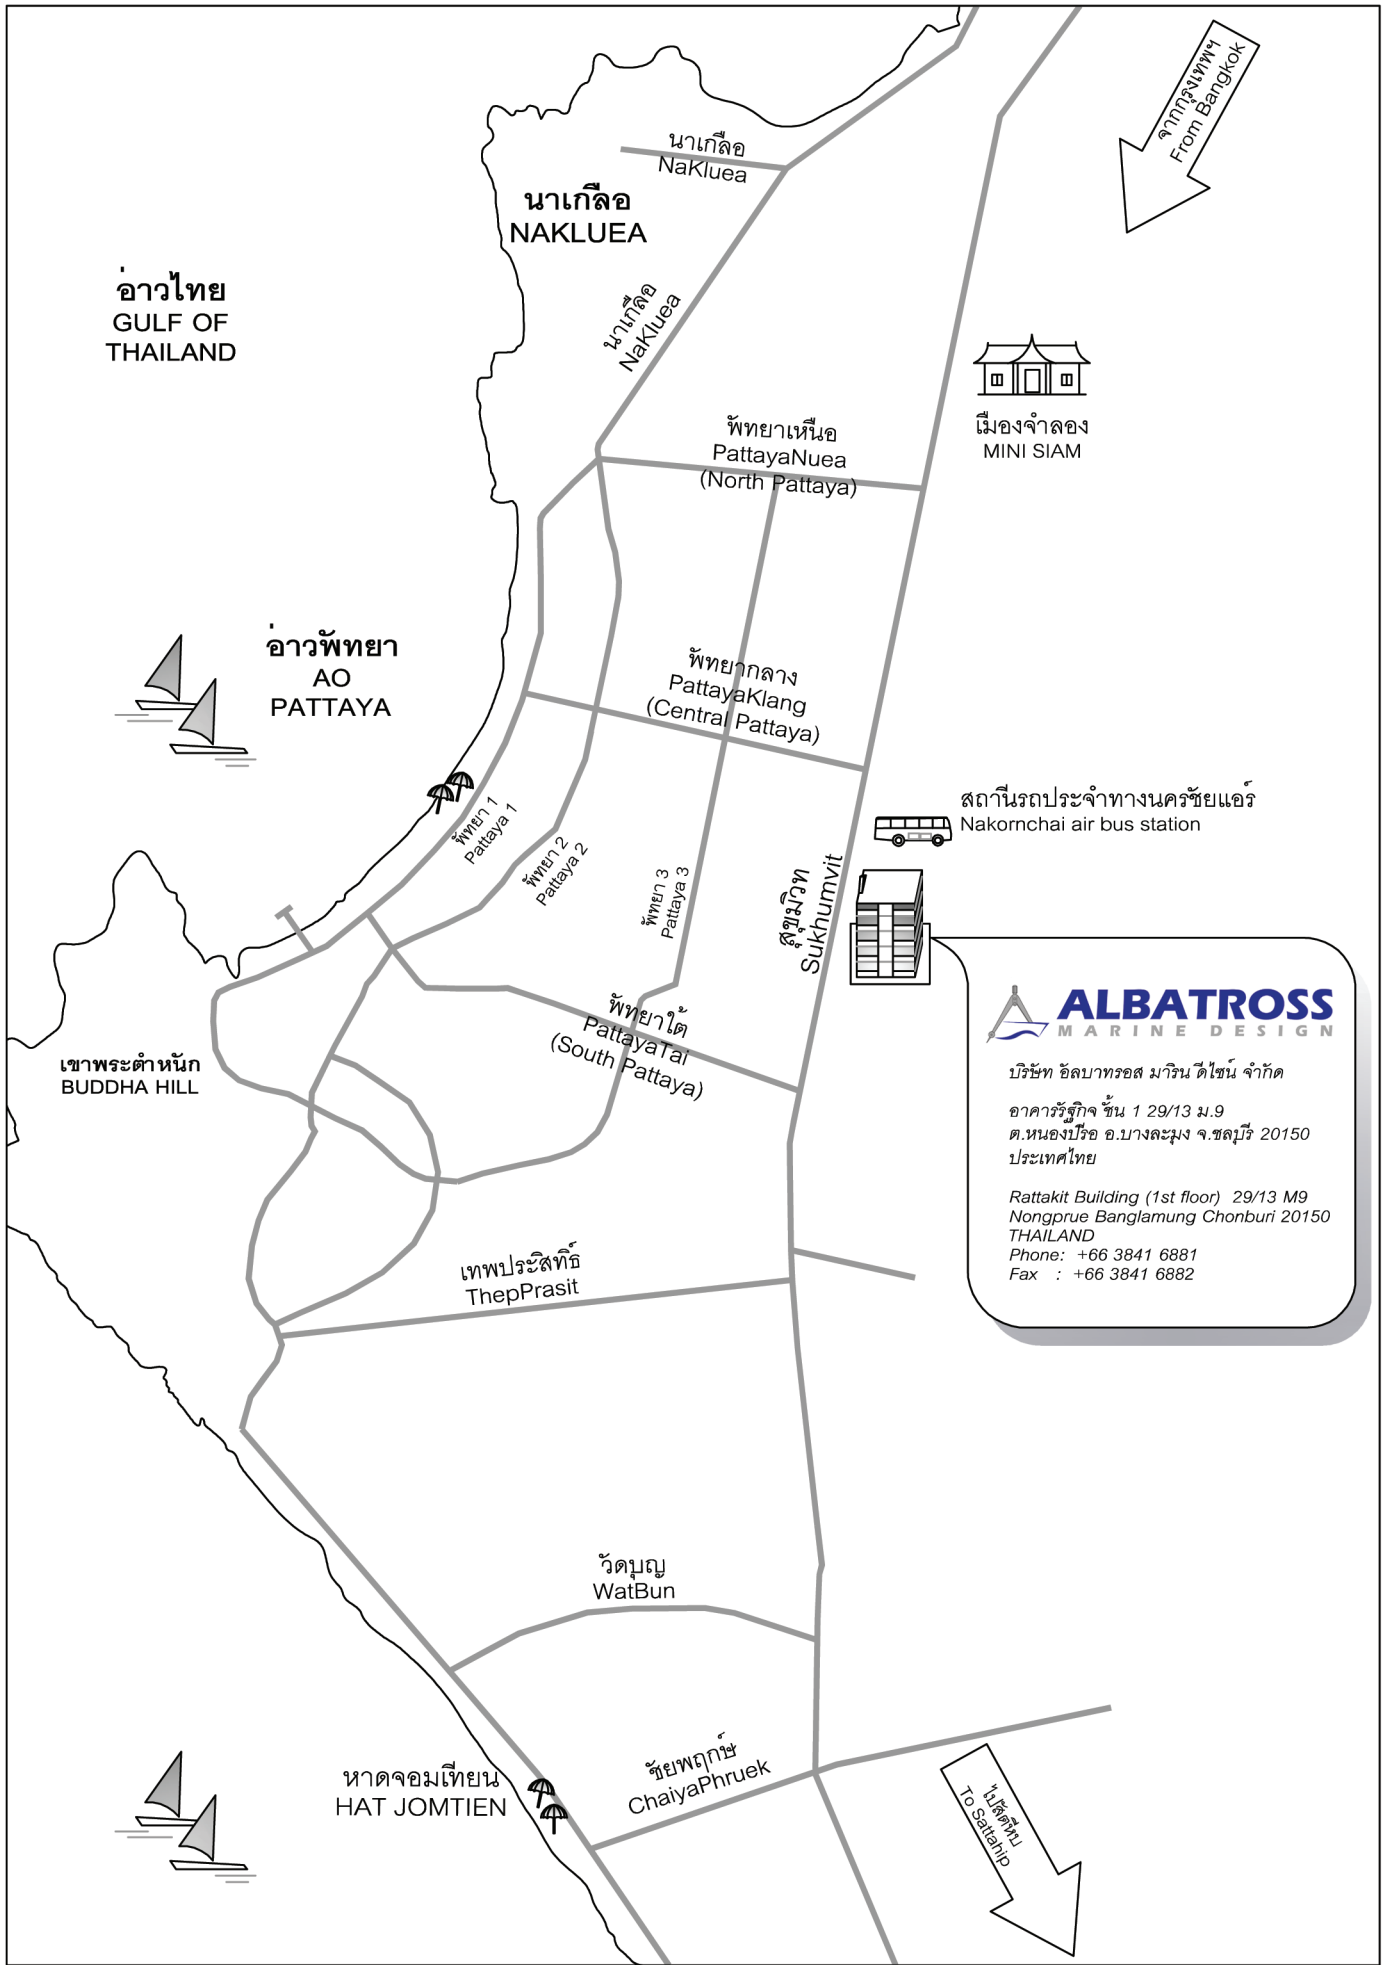 จากกรุงเทพฯ
From Bangkok
นาเกลือ
NaKluea
นาเกลือ
NAKLUEA
อ่าวไทย
GULF OF
THAILAND
นาเกลือ
NaKluea
เมืองจำลอง
MINI SIAM
พัทยาเหนือ
PattayaNuea
(North Pattaya)
อ่าวพัทยา
AO
PATTAYA
พัทยากลาง
PattayaKlang
(Central Pattaya)
พัทยา 1
Pattaya 1
พัทยา 2
Pattaya 2
พัทยา 3
Pattaya 3
สุขุมวิท
Sukhumvit
สถานีรถประจำทางนครชัยแอร์
Nakornchai air bus station
พัทยาใต้
PattayaTai
(South Pattaya)
เขาพระตำหนัก
BUDDHA HILL
ALBATROSS
MARINE DESIGN
บริษัท อัลบาทรอส มาริน ดีไซน์ จำกัด
อาคารรัฐกิจ ชั้น 1 29/13 ม.9
ต.หนองปรือ อ.บางละมุง จ.ชลบุรี 20150
ประเทศไทย
Rattakit Building (1st floor) 29/13 M9
Nongprue Banglamung Chonburi 20150
THAILAND
Phone: +66 3841 6881
Fax : +66 3841 6882
เทพประสิทธิ์
ThepPrasit
วัดบุญ
WatBun
หาดจอมเทียน
HAT JOMTIEN
ชัยพฤกษ์
ChaiyaPhruek
ไปสัตหีบ
To Sattahip